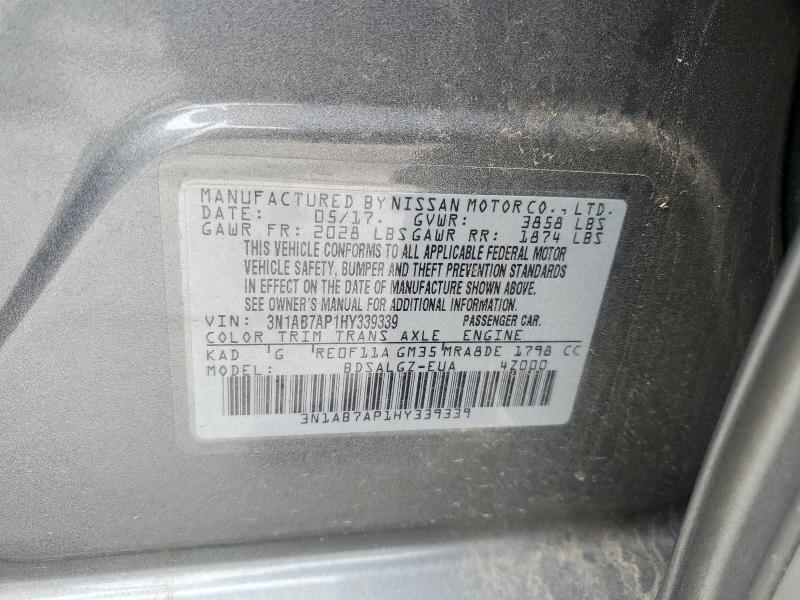 MANUFACTURED BY NISSAN MOTOR CO., LTD.
DATE: 05/17. GVWR: 3858 LBS
GAWR FR: 2028 LBS GAWR RR: 1874 LBS
THIS VEHICLE CONFORMS TO ALL APPLICABLE FEDERAL MOTOR
VEHICLE SAFETY, BUMPER AND THEFT PREVENTION STANDARDS
IN EFFECT ON THE DATE OF MANUFACTURE SHOWN ABOVE.
SEE OWNER'S MANUAL FOR ADDITIONAL INFORMATION.
VIN: 3N1AB7AP1HY339339 PASSENGER CAR.
COLOR TRIM TRANS AXLE ENGINE
KAD G RE0F11A GM35 MRA8DE 1798 CC
MODEL: BDSALGZ-EUA 4Z000
3N1AB7AP1HY339339